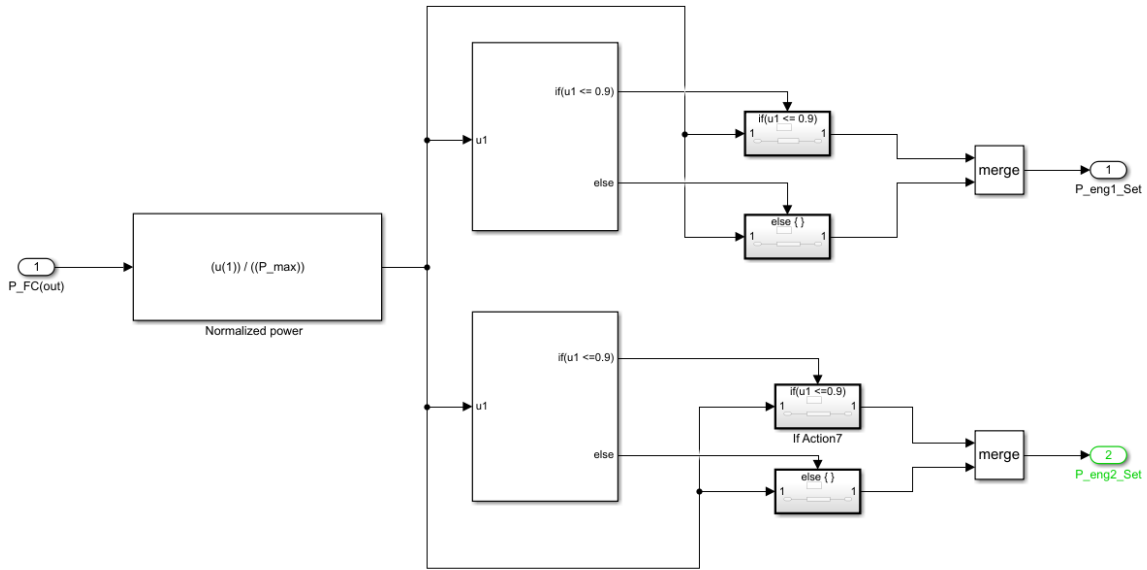 if(u1 <= 0.9)
u1
else
if(u1 <= 0.9)
1
1
else { }
1
1
merge
1
P_eng1_Set
1
P_FC(out)
(u(1)) / ((P_max))
Normalized power
if(u1 <=0.9)
u1
else
if(u1 <=0.9)
1
1
If Action7
else { }
1
1
merge
2
P_eng2_Set